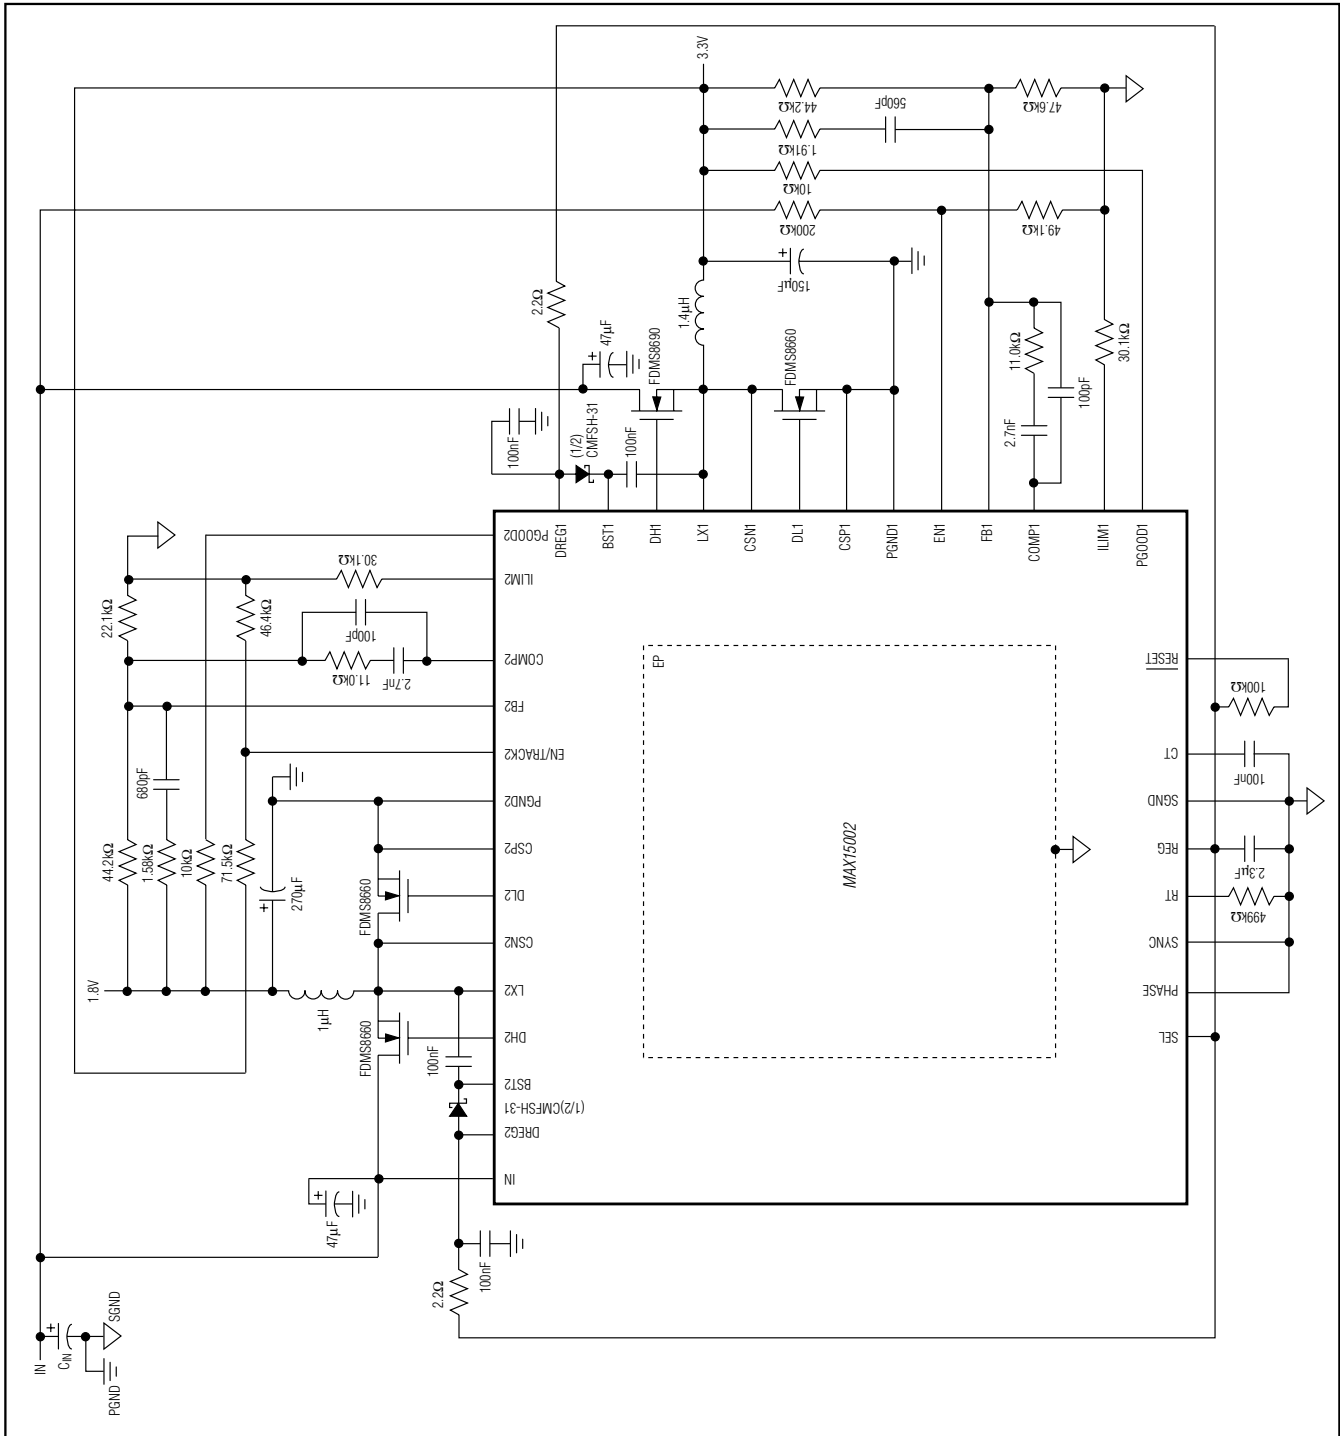 3.3V
44.2kΩ
47.6kΩ
560pF
1.91kΩ
10kΩ
200kΩ
49.1kΩ
150µF
2.2Ω
1.4µH
47µF
FDMS8690
FDMS8660
11.0kΩ
30.1kΩ
100pF
2.7nF
100nF
(1/2)
CMFSH-31
100nF
DREG1
BST1
DH1
LX1
CSN1
DL1
CSP1
PGND1
EN1
FB1
COMP1
ILIM1
PGOOD1
PGOOD2
ILIM2
COMP2
FB2
EN/TRACK2
PGND2
CSP2
DL2
CSN2
LX2
DH2
BST2
(1/2)CMFSH-31
DREG2
IN
30.1kΩ
22.1kΩ
46.4kΩ
100pF
11.0kΩ
2.7nF
680pF
44.2kΩ
1.58kΩ
10kΩ
71.5kΩ
270µF
FDMS8660
1.8V
1µH
FDMS8660
100nF
47µF
2.2Ω
100nF
EP
MAX15002
RESET
CT
SGND
REG
RT
SYNC
PHASE
SEL
100kΩ
100nF
2.3µF
499kΩ
IN
CIN
SGND
PGND